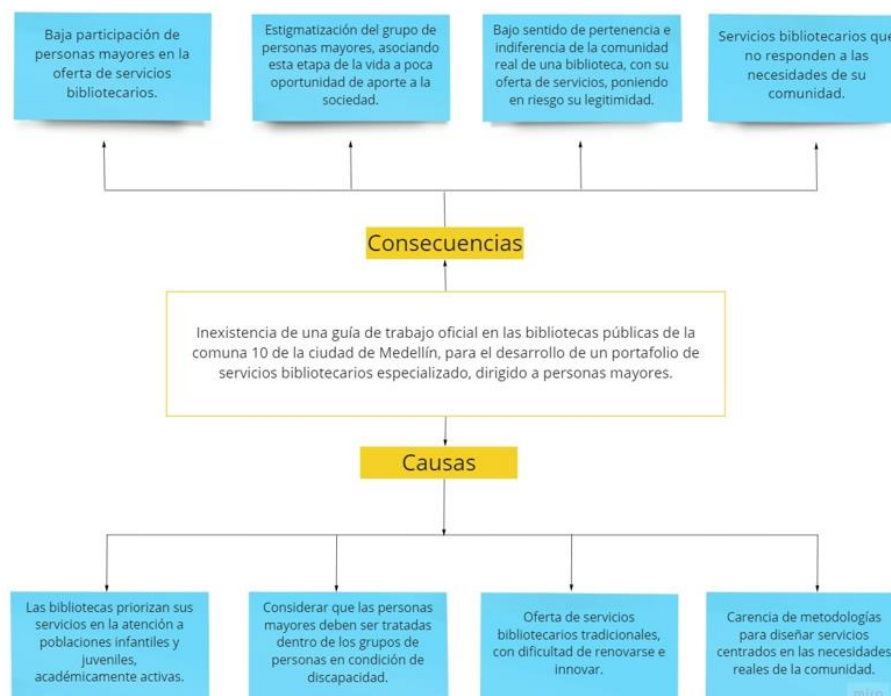 Baja participación de
personas mayores en la
oferta de servicios
bibliotecarios.
Estigmatización del grupo de
personas mayores, asociando
esta etapa de la vida a poca
oportunidad de aporte a la
sociedad.
Bajo sentido de pertenencia e
indiferencia de la comunidad
real de una biblioteca, con su
oferta de servicios, poniendo
en riesgo su legitimidad.
Servicios bibliotecarios que
no responden a las
necesidades de su
comunidad.
Consecuencias
Inexistencia de una guía de trabajo oficial en las bibliotecas públicas de la
comuna 10 de la ciudad de Medellín, para el desarrollo de un portafolio de
servicios bibliotecarios especializado, dirigido a personas mayores.
Causas
Las bibliotecas priorizan sus
servicios en la atención a
poblaciones infantiles y
juveniles,
académicamente activas.
Considerar que las personas
mayores deben ser tratadas
dentro de los grupos de
personas en condición de
discapacidad.
Oferta de servicios
bibliotecarios tradicionales,
con dificultad de renovarse e
innovar.
Carencia de metodologías
para diseñar servicios
centrados en las necesidades
reales de la comunidad.
miro